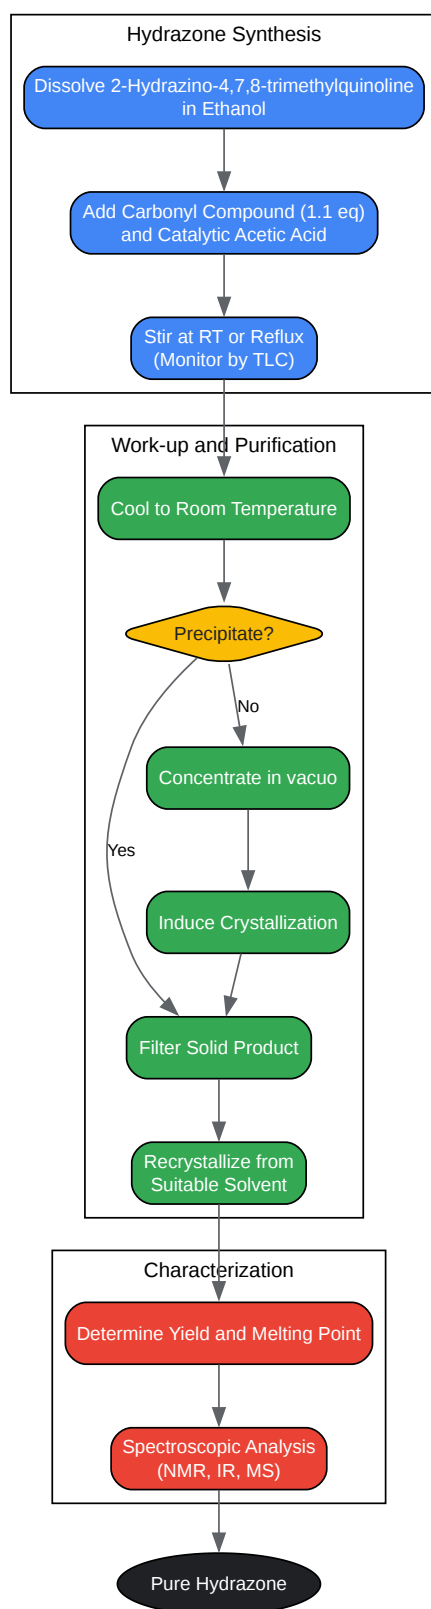 Hydrazone Synthesis
Dissolve 2-Hydrazino-4,7,8-trimethylquinoline
in Ethanol
Add Carbonyl Compound (1.1 eq)
and Catalytic Acetic Acid
Stir at RT or Reflux
(Monitor by TLC)
Work-up and Purification
Cool to Room Temperature
Precipitate?
No
Concentrate in vacuo
Yes
Induce Crystallization
Filter Solid Product
Recrystallize from
Suitable Solvent
Characterization
Determine Yield and Melting Point
Spectroscopic Analysis
(NMR, IR, MS)
Pure Hydrazone